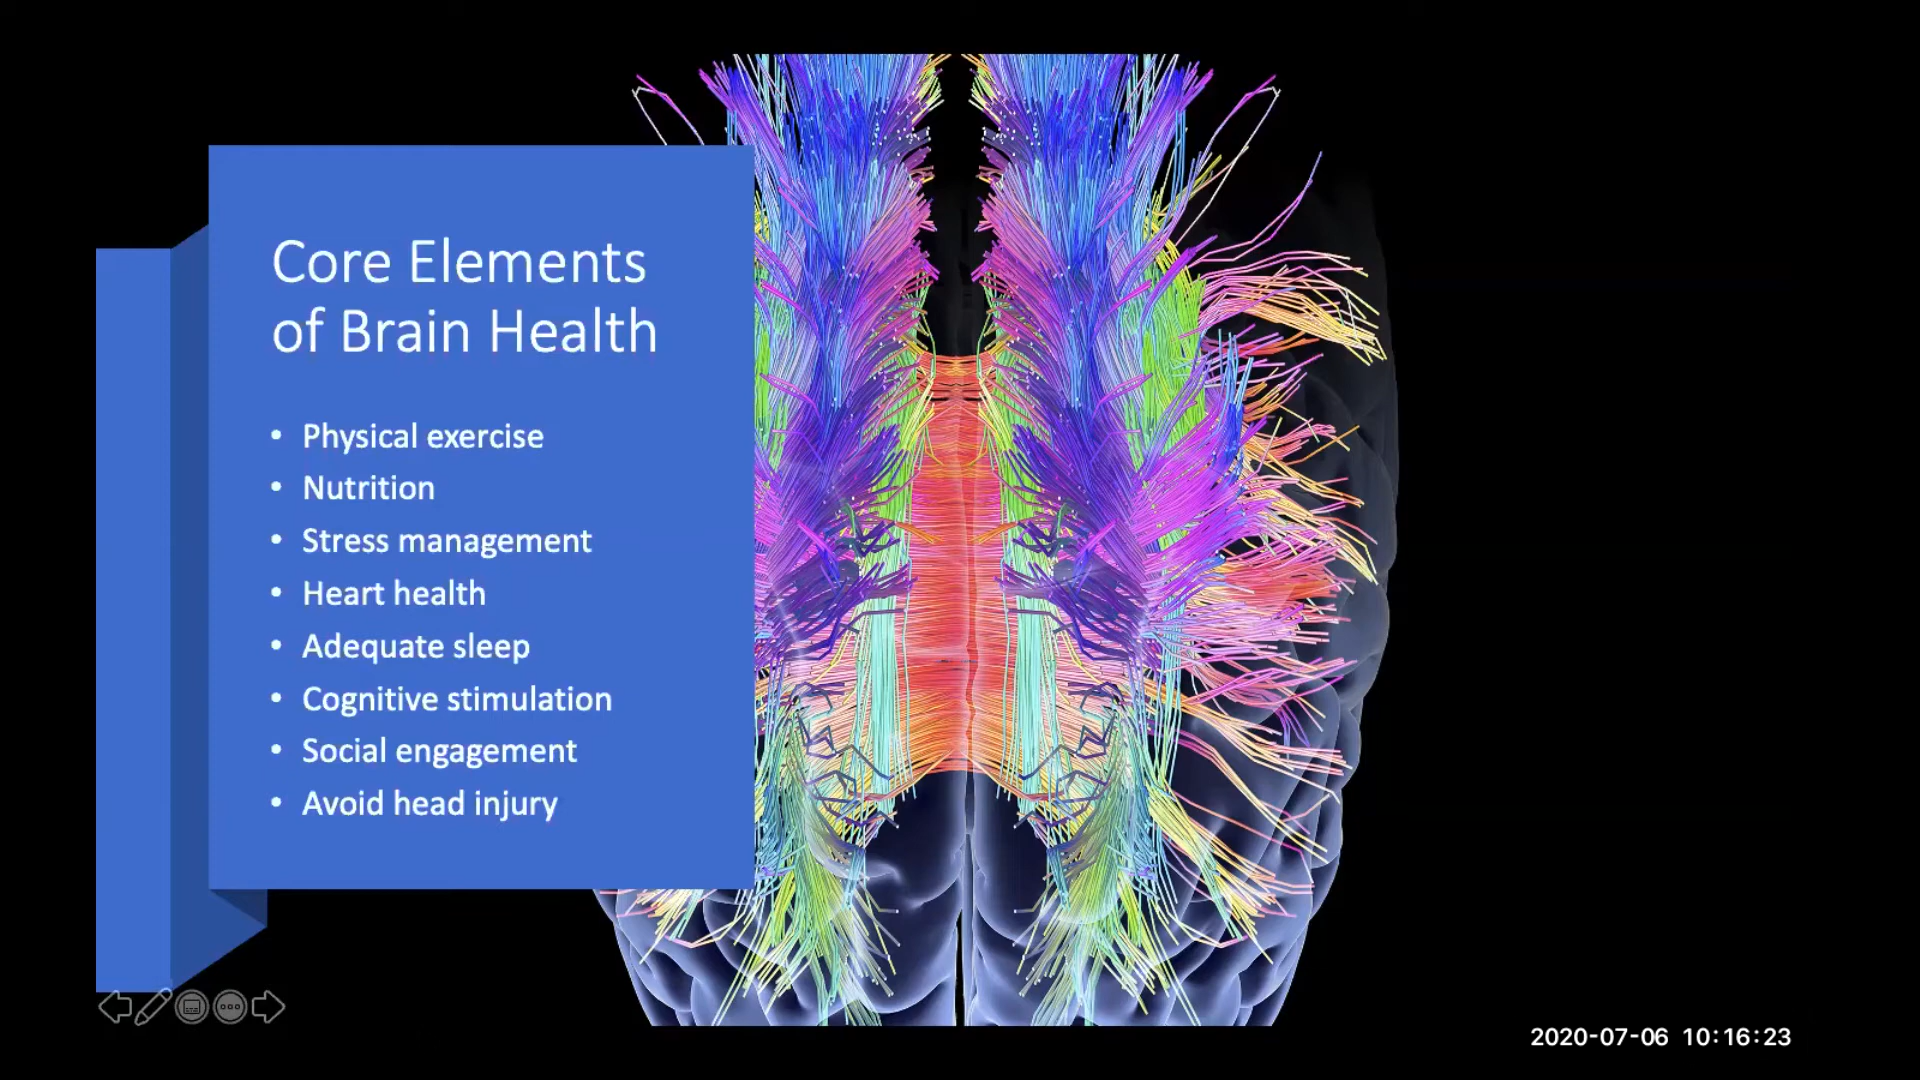 Core Elements
of Brain Health
• Physical exercise
• Nutrition
• Stress management
• Heart health
• Adequate sleep
• Cognitive stimulation
• Social engagement
• Avoid head injury
2020-07-06 10:16:23